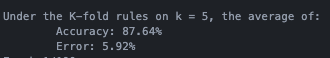 Under the K-fold rules on k = 5, the average of:
Accuracy: 87.64%
Error: 5.92%